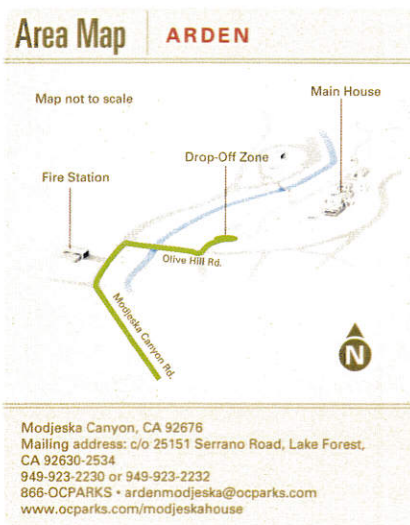 Area Map ARDEN
Map not to scale
Main House
Drop-Off Zone
Fire Station
Olive Hill Rd.
Modjeska Canyon Rd.
N
Modjeska Canyon, CA 92676
Mailing address: c/o 25151 Serrano Road, Lake Forest,
CA 92630-2534
949-923-2230 or 949-923-2232
866-OCPARKS • ardenmodjeska@ocparks.com
www.ocparks.com/modjeskahouse